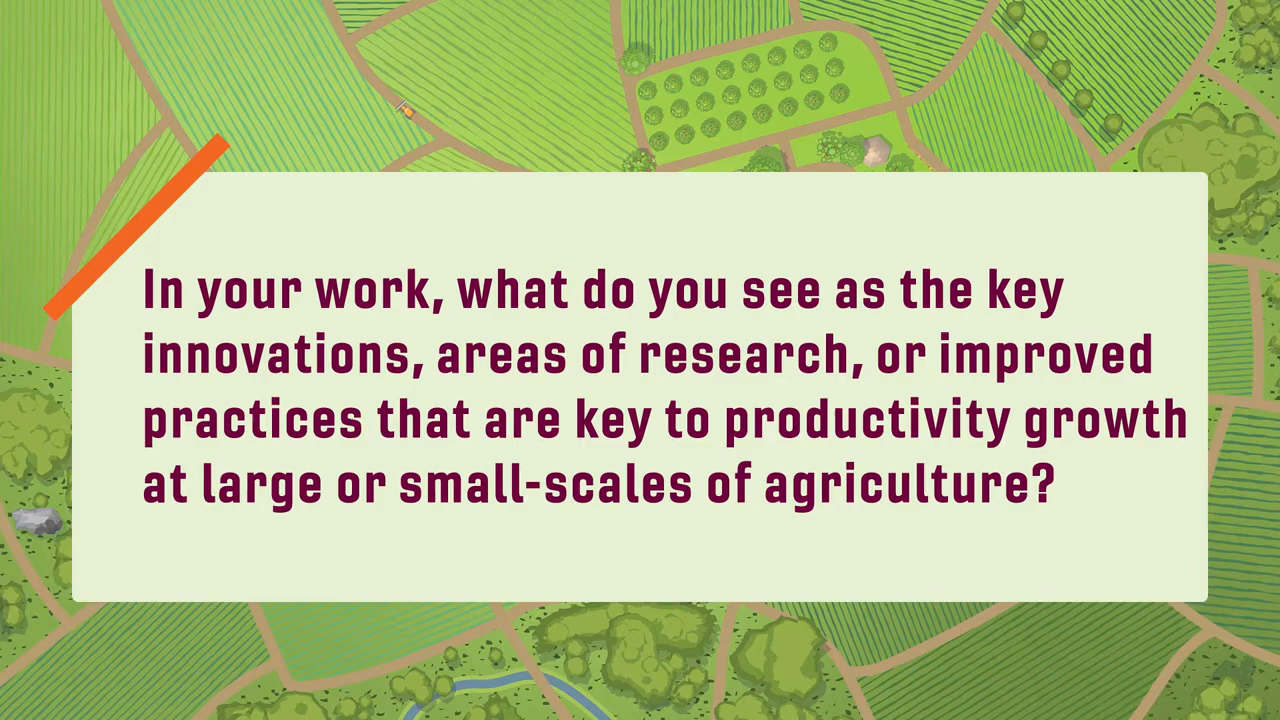 In your work, what do you see as the key
innovations, areas of research, or improved
practices that are key to productivity growth
at large or small-scales of agriculture?